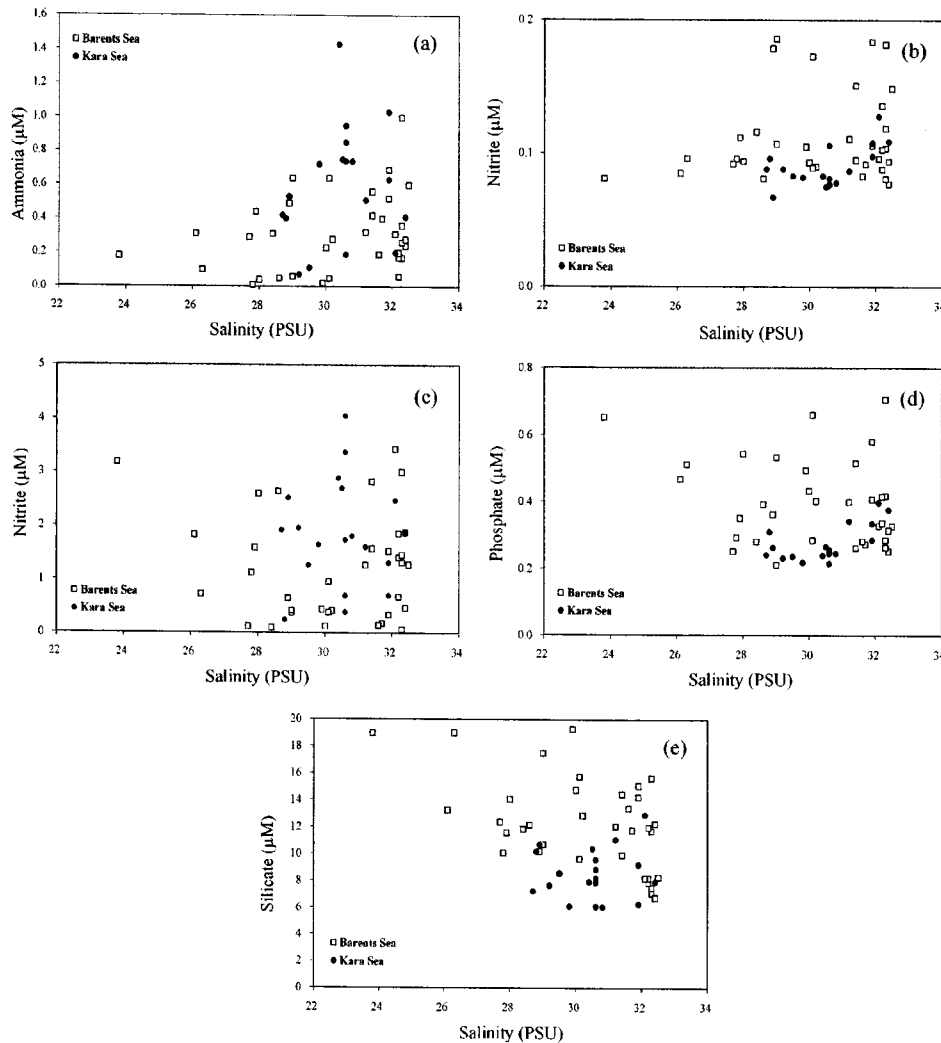 1.6
1.4
1.2
1.0
0.8
0.6
0.4
0.2
0.0
Ammonia (µM)
□ Barents Sea
● Kara Sea
(a)
22 24 26 28 30 32 34
Salinity (PSU)
0.2
0.1
0.0
Nitrite (µM)
(b)
□ Barents Sea
● Kara Sea
22 24 26 28 30 32 34
Salinity (PSU)
5
4
3
2
1
0
Nitrite (µM)
(c)
□ Barents Sea
● Kara Sea
22 24 26 28 30 32 34
Salinity (PSU)
0.8
0.6
0.4
0.2
0.0
Phosphate (µM)
(d)
□ Barents Sea
● Kara Sea
22 24 26 28 30 32 34
Salinity (PSU)
20
18
16
14
12
10
8
6
4
2
0
Silicate (µM)
(e)
□ Barents Sea
● Kara Sea
22 24 26 28 30 32 34
Salinity (PSU)